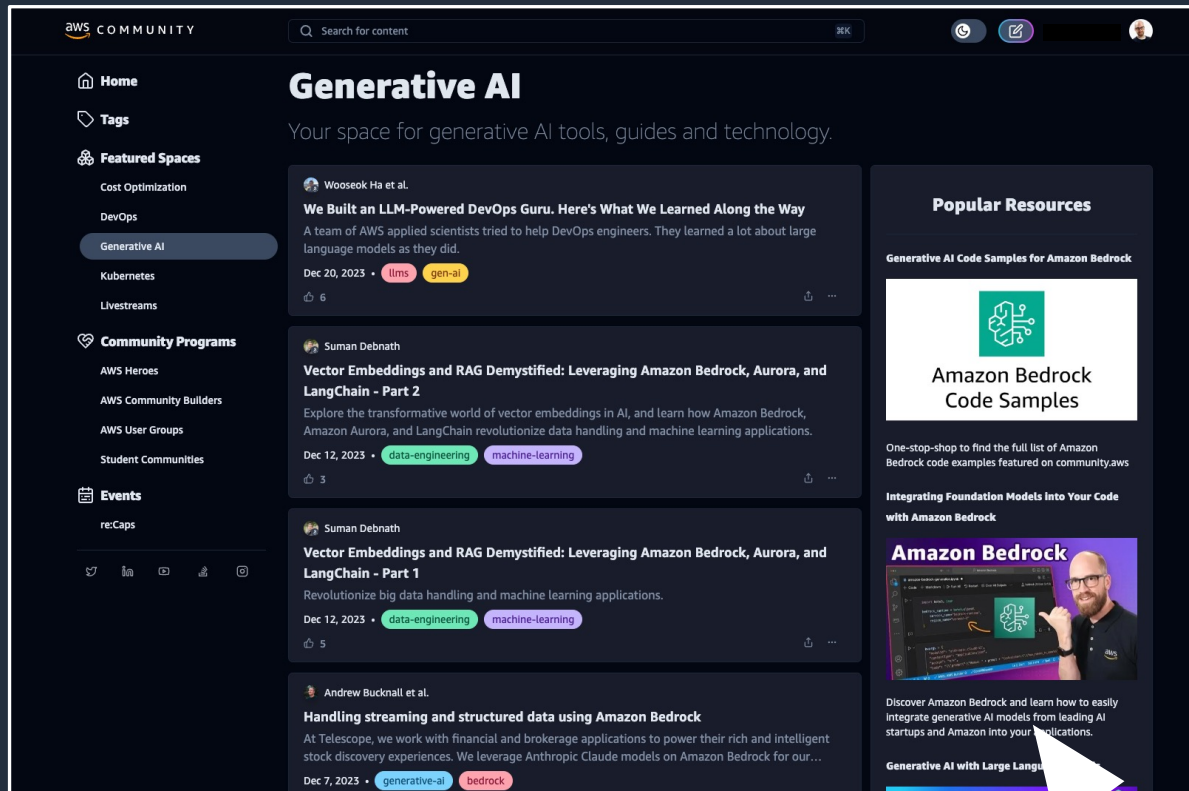 aws COMMUNITY
Search for content
⌘K
Home
Tags
Featured Spaces
Cost Optimization
DevOps
Generative AI
Kubernetes
Livestreams
Community Programs
AWS Heroes
AWS Community Builders
AWS User Groups
Student Communities
Events
re:Caps
Generative AI
Your space for generative AI tools, guides and technology.
Wooseok Ha et al.
We Built an LLM-Powered DevOps Guru. Here's What We Learned Along the Way
A team of AWS applied scientists tried to help DevOps engineers. They learned a lot about large
language models as they did.
Dec 20, 2023 • llms gen-ai
6
Suman Debnath
Vector Embeddings and RAG Demystified: Leveraging Amazon Bedrock, Aurora, and
LangChain - Part 2
Explore the transformative world of vector embeddings in AI, and learn how Amazon Bedrock,
Amazon Aurora, and LangChain revolutionize data handling and machine learning applications.
Dec 12, 2023 • data-engineering machine-learning
3
Suman Debnath
Vector Embeddings and RAG Demystified: Leveraging Amazon Bedrock, Aurora, and
LangChain - Part 1
Revolutionize big data handling and machine learning applications.
Dec 12, 2023 • data-engineering machine-learning
5
Andrew Bucknall et al.
Handling streaming and structured data using Amazon Bedrock
At Telescope, we work with financial and brokerage applications to power their rich and intelligent
stock discovery experiences. We leverage Anthropic Claude models on Amazon Bedrock for our...
Dec 7, 2023 • generative-ai bedrock
Popular Resources
Generative AI Code Samples for Amazon Bedrock
Amazon Bedrock
Code Samples
One-stop-shop to find the full list of Amazon
Bedrock code examples featured on community.aws
Integrating Foundation Models into Your Code
with Amazon Bedrock
Amazon Bedrock
aws
Discover Amazon Bedrock and learn how to easily
integrate generative AI models from leading AI
startups and Amazon into your
Generative AI with Large